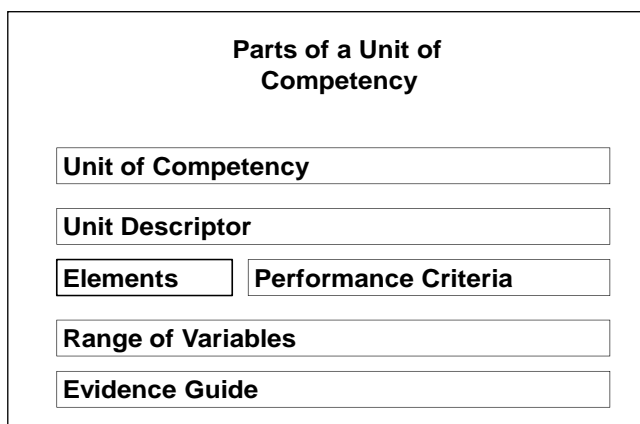 Parts of a Unit of
Competency
Unit of Competency
Unit Descriptor
Elements
Performance Criteria
Range of Variables
Evidence Guide